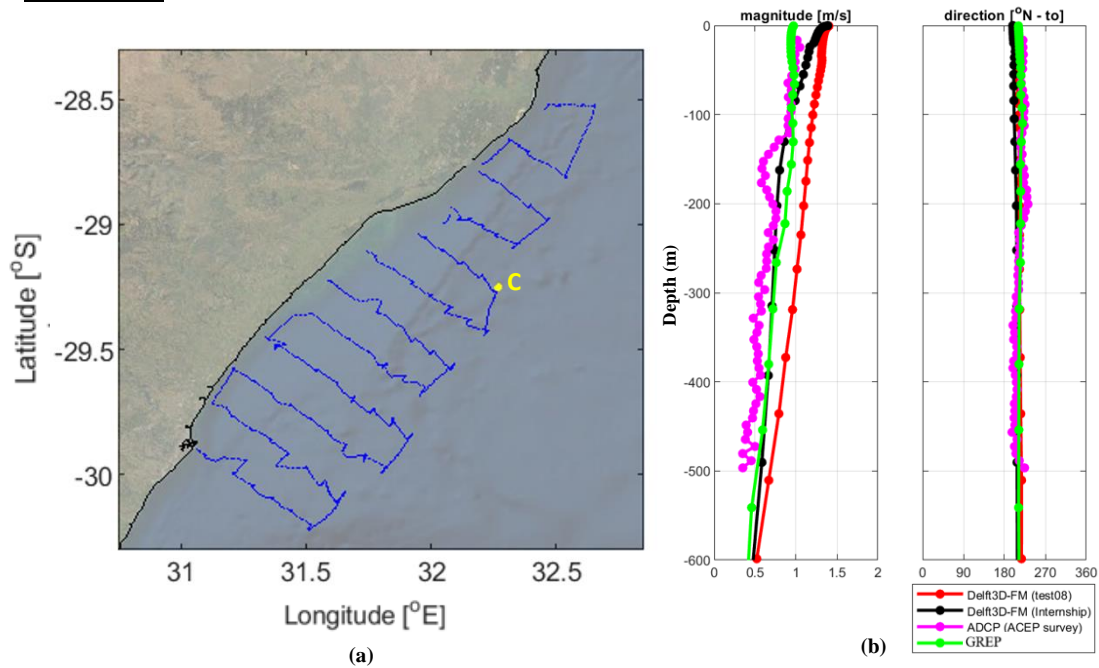 -28.5
-29
-29.5
-30
Latitude [°S]
31
31.5
32
32.5
Longitude [°E]
C
(a)
magnitude [m/s]
direction [°N - to]
0
-100
-200
-300
-400
-500
-600
Depth (m)
0
0.5
1
1.5
2
0
90
180
270
360
Delft3D-FM (test08)
Delft3D-FM (Internship)
ADCP (ACEP survey)
GREP
(b)